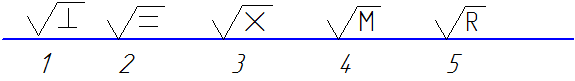 √⊥ √= √X √M √R
1 2 3 4 5